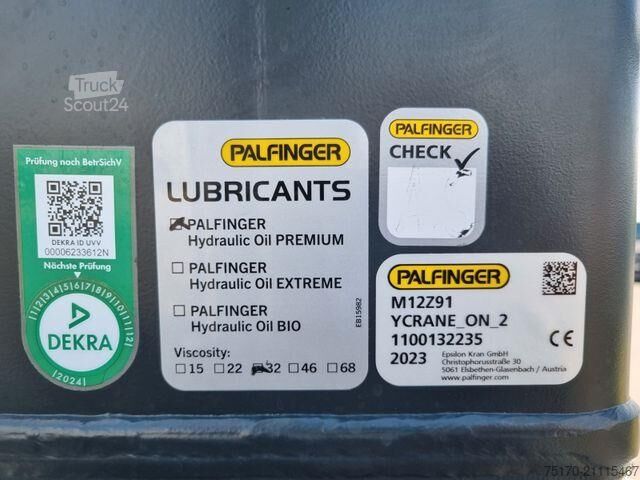 Truck
Scout24
Prüfung nach BetrSichV
DEKRA ID UVV
00006233612N
Nächste Prüfung
1 2 3 4 5 6 7 8 9 10 11 12
DEKRA
2024
PALFINGER
LUBRICANTS
PALFINGER
Hydraulic Oil PREMIUM
PALFINGER
Hydraulic Oil EXTREME
PALFINGER
Hydraulic Oil BIO
Viscosity:
15 22 32 46 68
EB15982
PALFINGER
CHECK
PALFINGER
M12Z91
YCRANE_ON_2
1100132235
2023
Epsilon Kran GmbH
Christophorusstraße 30
5061 Elsbethen-Glasenbach / Austria
www.palfinger.com
CE
75170-21115467